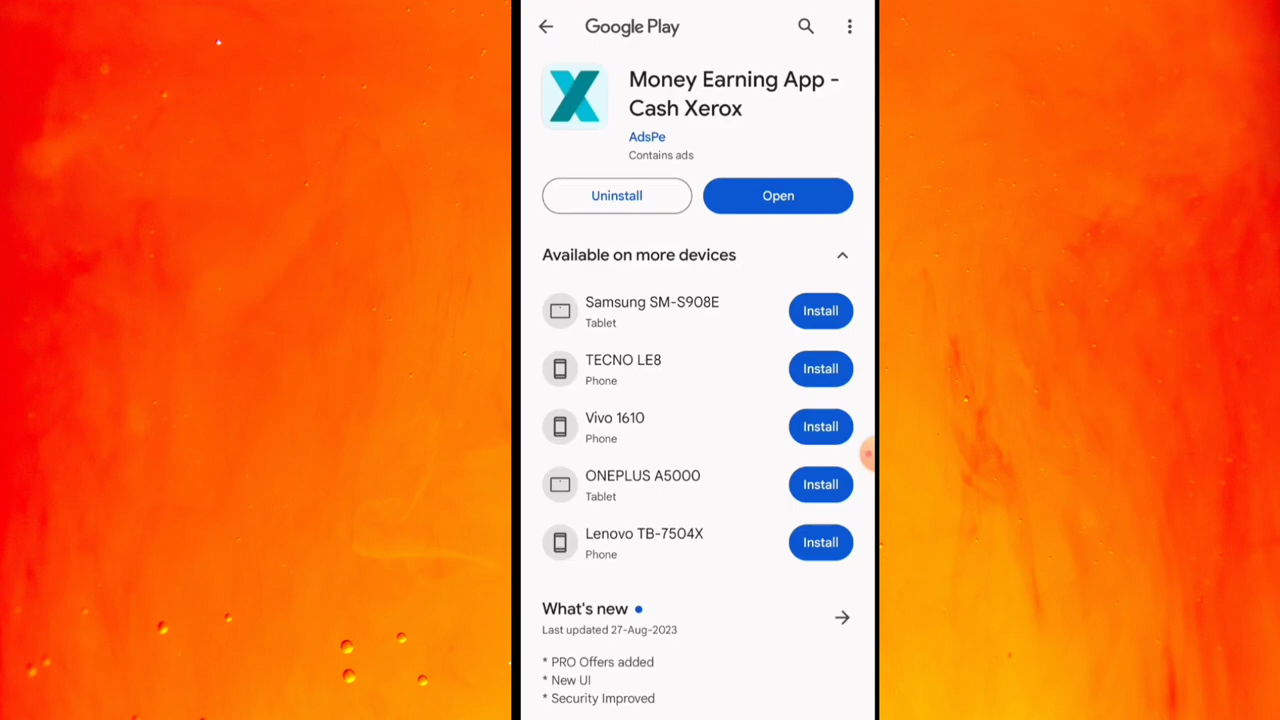 Google Play
Money Earning App -
Cash Xerox
AdsPe
Contains ads
Uninstall
Open
Available on more devices
Samsung SM-S908E
Tablet
Install
TECNO LE8
Phone
Install
Vivo 1610
Phone
Install
ONEPLUS A5000
Tablet
Install
Lenovo TB-7504X
Phone
Install
What's new
Last updated 27-Aug-2023
* PRO Offers added
* New UI
* Security Improved